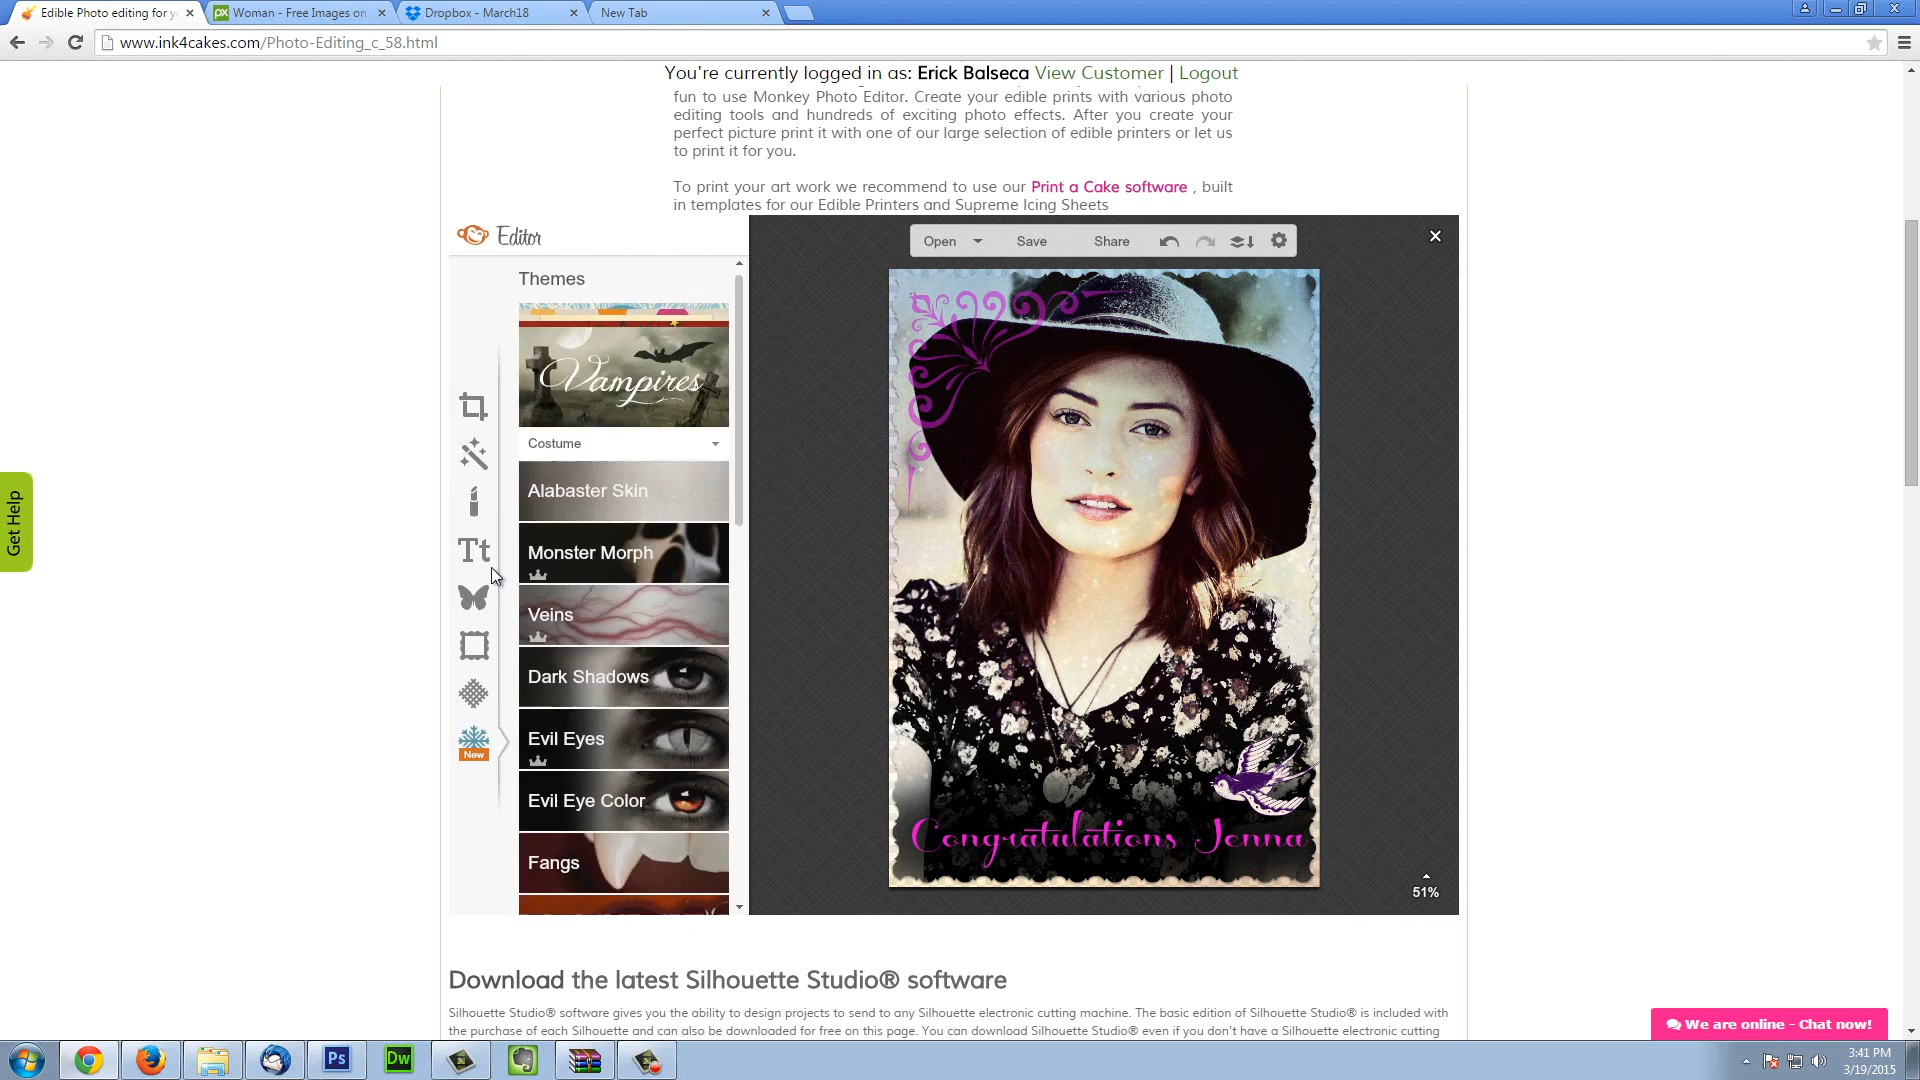 Edible Photo editing for y
Woman - Free Images on
Dropbox - March18
New Tab
www.ink4cakes.com/Photo-Editing_c_58.html
You're currently logged in as: Erick Balseca View Customer | Logout
fun to use Monkey Photo Editor. Create your edible prints with various photo
editing tools and hundreds of exciting photo effects. After you create your
perfect picture print it with one of our large selection of edible printers or let us
to print it for you.
To print your art work we recommend to use our Print a Cake software , built
in templates for our Edible Printers and Supreme Icing Sheets
Editor
Open
Save
Share
Themes
Vampires
Costume
Alabaster Skin
Monster Morph
Veins
Dark Shadows
Evil Eyes
Evil Eye Color
Fangs
Tt
New
Get Help
Congratulations Jenna
51%
Download the latest Silhouette Studio® software
Silhouette Studio® software gives you the ability to design projects to send to any Silhouette electronic cutting machine. The basic edition of Silhouette Studio® is included with
the purchase of each Silhouette and can also be downloaded for free on this page. You can download Silhouette Studio® even if you don't have a Silhouette electronic cutting
We are online - Chat now!
Ps
Dw
3:41 PM
3/19/2015